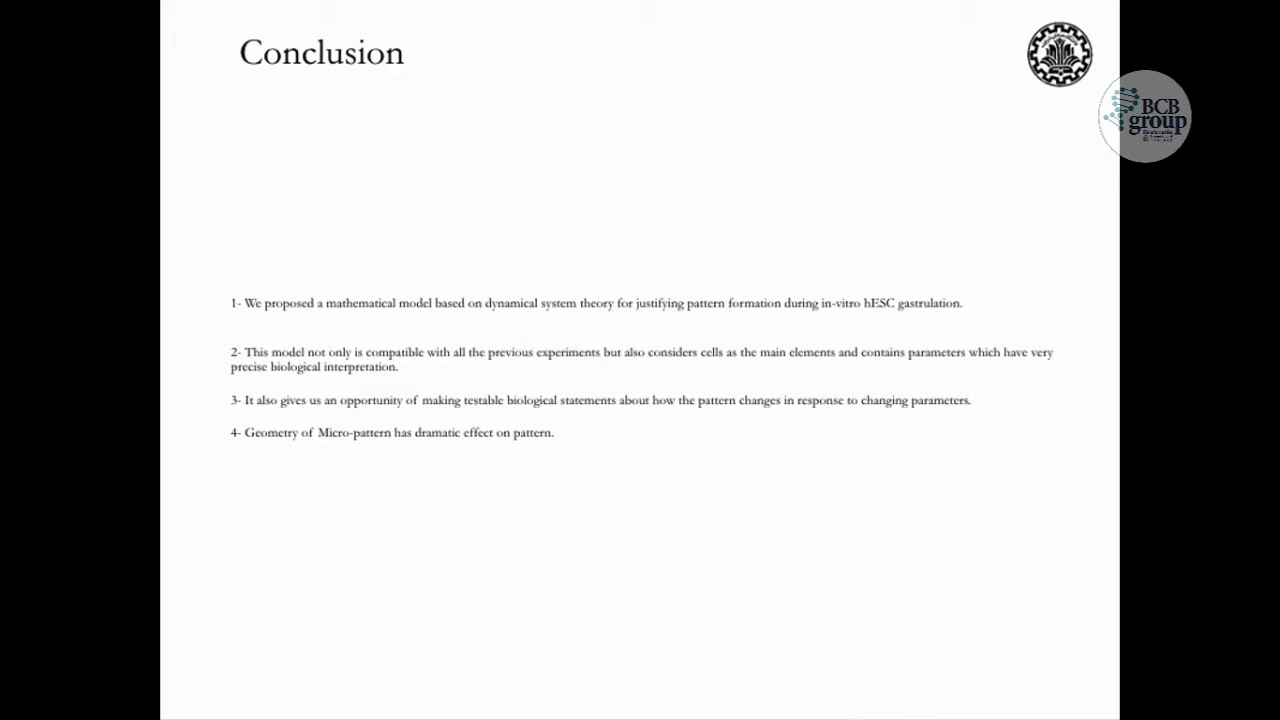 Conclusion
BCB
group
1- We proposed a mathematical model based on dynamical system theory for justifying pattern formation during in-vitro hESC gastrulation.
2- This model not only is compatible with all the previous experiments but also considers cells as the main elements and contains parameters which have very
precise biological interpretation.
3- It also gives us an opportunity of making testable biological statements about how the pattern changes in response to changing parameters.
4- Geometry of Micro-pattern has dramatic effect on pattern.